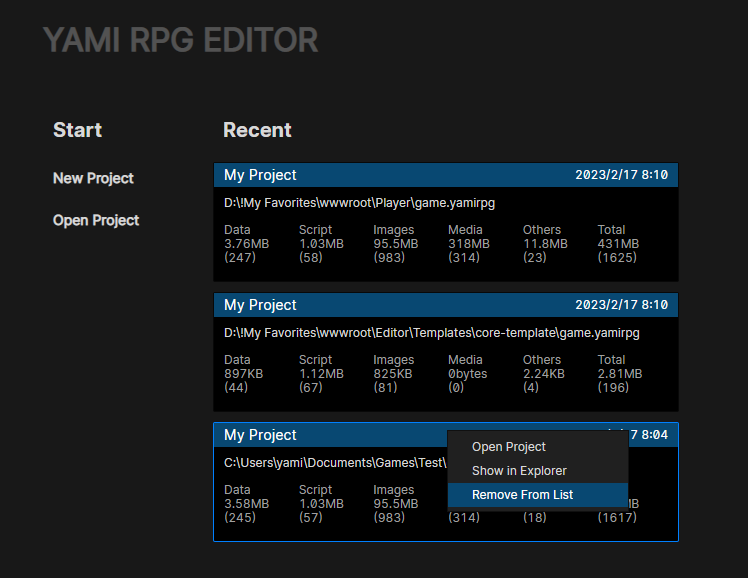 YAMI RPG EDITOR
Start
New Project
Open Project
Recent
My Project 2023/2/17 8:10
D:\!My Favorites\wwwroot\Player\game.yamirpg
Data Script Images Media Others Total
3.76MB 1.03MB 95.5MB 318MB 11.8MB 431MB
(247) (58) (983) (314) (23) (1625)
My Project 2023/2/17 8:10
D:\!My Favorites\wwwroot\Editor\Templates\core-template\game.yamirpg
Data Script Images Media Others Total
897KB 1.12MB 825KB 0bytes 2.24KB 2.81MB
(44) (67) (81) (0) (4) (196)
My Project 7 8:04
C:\Users\yami\Documents\Games\Test\
Data Script Images
3.58MB 1.03MB 95.5MB MB
(245) (57) (983) (314) (18) (1617)
Open Project
Show in Explorer
Remove From List